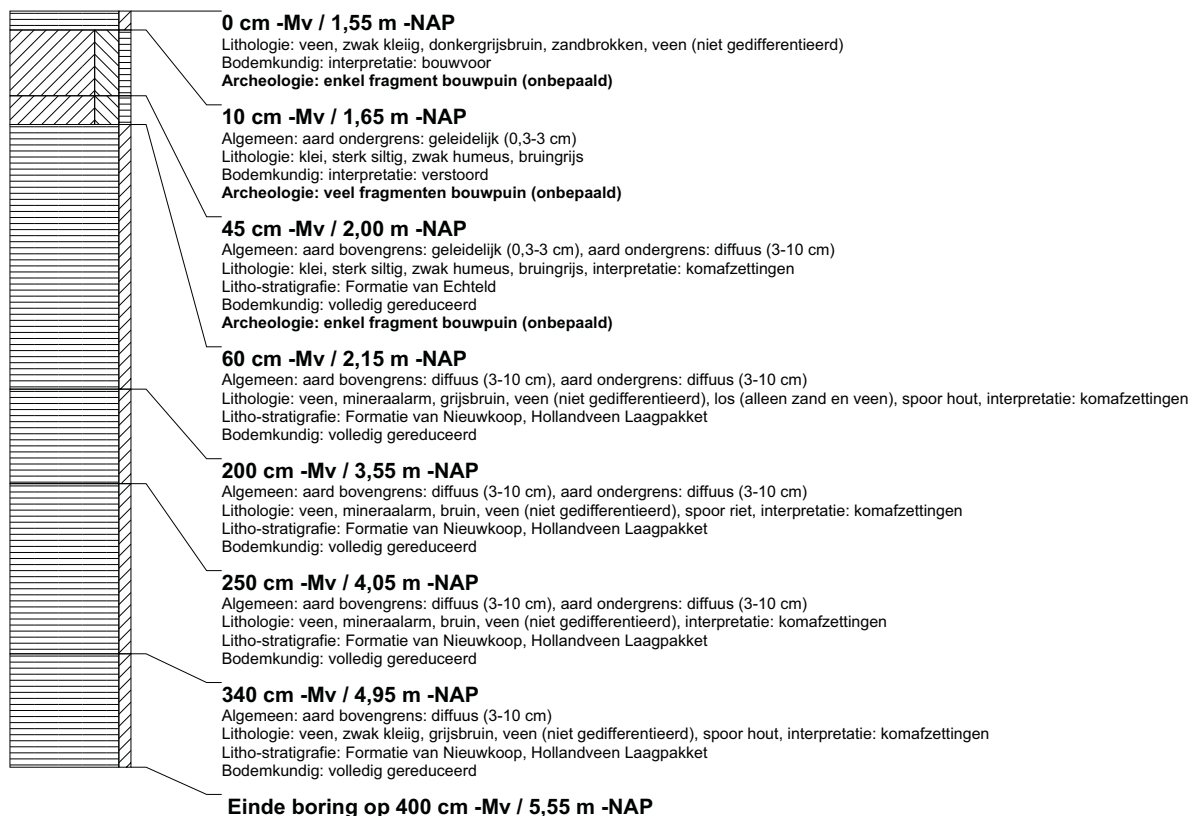 0 cm -Mv / 1,55 m -NAP
Lithologie: veen, zwak kleiig, donkergrijsbruin, zandbrokken, veen (niet gedifferentieerd)
Bodemkundig: interpretatie: bouwvoor
Archeologie: enkel fragment bouwpuin (onbepaald)
10 cm -Mv / 1,65 m -NAP
Algemeen: aard ondergrens: geleidelijk (0,3-3 cm)
Lithologie: klei, sterk siltig, zwak humeus, bruingrijs
Bodemkundig: interpretatie: verstoord
Archeologie: veel fragmenten bouwpuin (onbepaald)
45 cm -Mv / 2,00 m -NAP
Algemeen: aard bovengrens: geleidelijk (0,3-3 cm), aard ondergrens: diffuus (3-10 cm)
Lithologie: klei, sterk siltig, zwak humeus, bruingrijs, interpretatie: komafzettingen
Litho-stratigrafie: Formatie van Echteld
Bodemkundig: volledig gereduceerd
Archeologie: enkel fragment bouwpuin (onbepaald)
60 cm -Mv / 2,15 m -NAP
Algemeen: aard bovengrens: diffuus (3-10 cm), aard ondergrens: diffuus (3-10 cm)
Lithologie: veen, mineraalarm, grijsbruin, veen (niet gedifferentieerd), los (alleen zand en veen), spoor hout, interpretatie: komafzettingen
Litho-stratigrafie: Formatie van Nieuwkoop, Hollandveen Laagpakket
Bodemkundig: volledig gereduceerd
200 cm -Mv / 3,55 m -NAP
Algemeen: aard bovengrens: diffuus (3-10 cm), aard ondergrens: diffuus (3-10 cm)
Lithologie: veen, mineraalarm, bruin, veen (niet gedifferentieerd), spoor riet, interpretatie: komafzettingen
Litho-stratigrafie: Formatie van Nieuwkoop, Hollandveen Laagpakket
Bodemkundig: volledig gereduceerd
250 cm -Mv / 4,05 m -NAP
Algemeen: aard bovengrens: diffuus (3-10 cm), aard ondergrens: diffuus (3-10 cm)
Lithologie: veen, mineraalarm, bruin, veen (niet gedifferentieerd), interpretatie: komafzettingen
Litho-stratigrafie: Formatie van Nieuwkoop, Hollandveen Laagpakket
Bodemkundig: volledig gereduceerd
340 cm -Mv / 4,95 m -NAP
Algemeen: aard bovengrens: diffuus (3-10 cm)
Lithologie: veen, zwak kleiig, grijsbruin, veen (niet gedifferentieerd), spoor hout, interpretatie: komafzettingen
Litho-stratigrafie: Formatie van Nieuwkoop, Hollandveen Laagpakket
Bodemkundig: volledig gereduceerd
Einde boring op 400 cm -Mv / 5,55 m -NAP